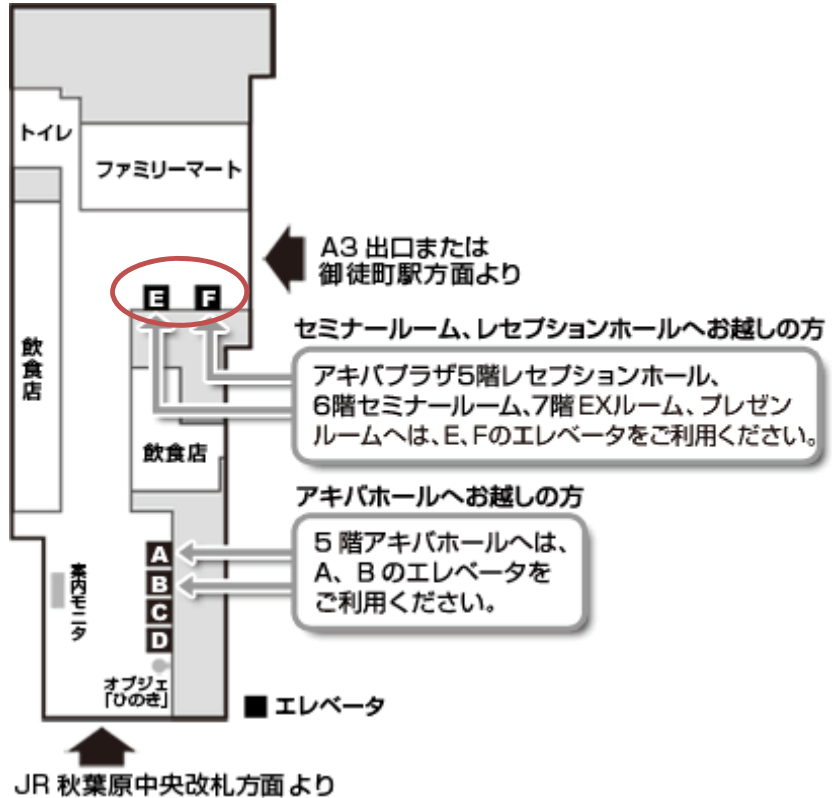 トイレ
ファミリーマート
A3 出口または
御徒町駅方面より
E F
セミナールーム、レセプションホールへお越しの方
アキバプラザ5階レセプションホール、
6階セミナールーム、7階EXルーム、プレゼン
ルームへは、E、Fのエレベータをご利用ください。
飲食店
飲食店
アキバホールへお越しの方
5 階アキバホールへは、
A、B のエレベータを
ご利用ください。
A
B
C
D
案内モニタ
オブジェ
「ひのき」
■ エレベータ
JR 秋葉原中央改札方面より